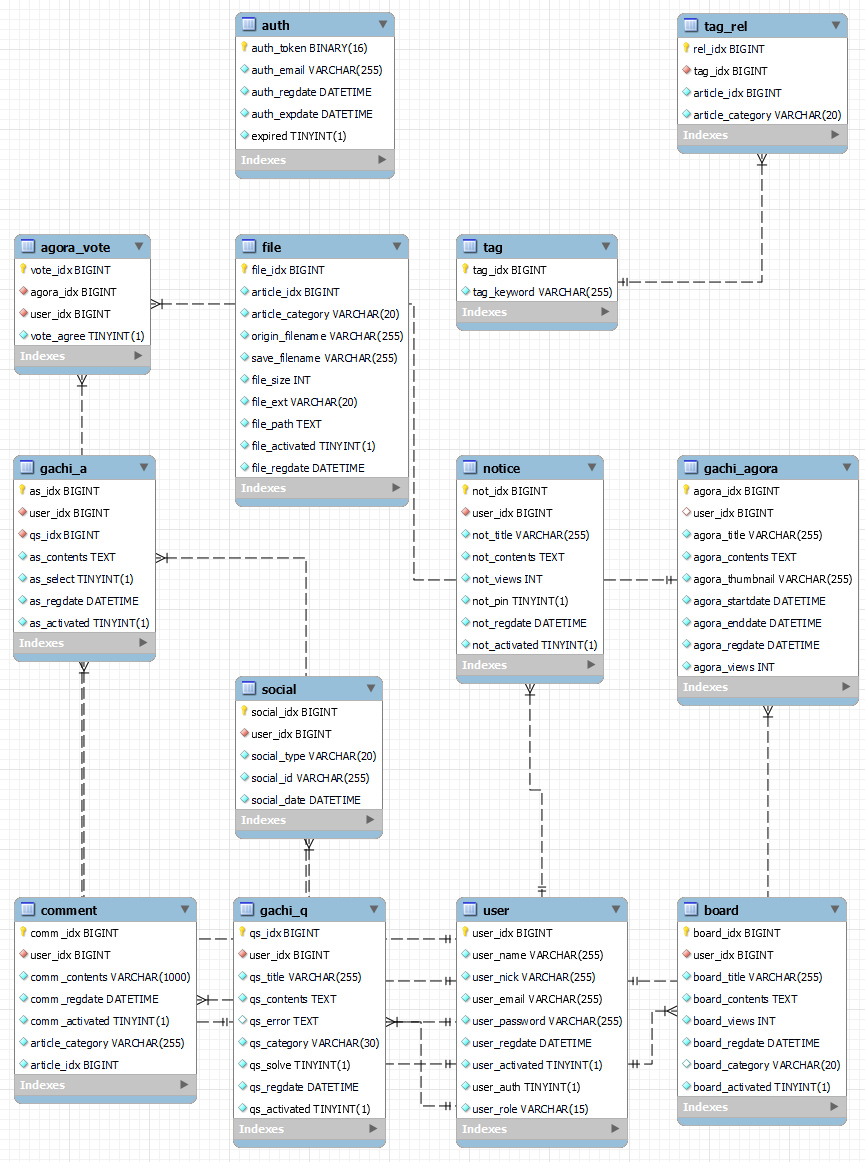 auth
auth_token BINARY(16)
auth_email VARCHAR(255)
auth_regdate DATETIME
auth_expdate DATETIME
expired TINYINT(1)
Indexes
tag_rel
rel_idx BIGINT
tag_idx BIGINT
article_idx BIGINT
article_category VARCHAR(20)
Indexes
agora_vote
vote_idx BIGINT
agora_idx BIGINT
user_idx BIGINT
vote_agree TINYINT(1)
Indexes
file
file_idx BIGINT
article_idx BIGINT
article_category VARCHAR(20)
origin_filename VARCHAR(255)
save_filename VARCHAR(255)
file_size INT
file_ext VARCHAR(20)
file_path TEXT
file_activated TINYINT(1)
file_regdate DATETIME
Indexes
tag
tag_idx BIGINT
tag_keyword VARCHAR(255)
Indexes
gachi_a
as_idx BIGINT
user_idx BIGINT
qs_idx BIGINT
as_contents TEXT
as_select TINYINT(1)
as_regdate DATETIME
as_activated TINYINT(1)
Indexes
notice
not_idx BIGINT
user_idx BIGINT
not_title VARCHAR(255)
not_contents TEXT
not_views INT
not_pin TINYINT(1)
not_regdate DATETIME
not_activated TINYINT(1)
Indexes
gachi_agora
agora_idx BIGINT
user_idx BIGINT
agora_title VARCHAR(255)
agora_contents TEXT
agora_thumbnail VARCHAR(255)
agora_startdate DATETIME
agora_enddate DATETIME
agora_regdate DATETIME
agora_views INT
Indexes
social
social_idx BIGINT
user_idx BIGINT
social_type VARCHAR(20)
social_id VARCHAR(255)
social_date DATETIME
Indexes
comment
comm_idx BIGINT
user_idx BIGINT
comm_contents VARCHAR(1000)
comm_regdate DATETIME
comm_activated TINYINT(1)
article_category VARCHAR(255)
article_idx BIGINT
Indexes
gachi_q
qs_idx BIGINT
user_idx BIGINT
qs_title VARCHAR(255)
qs_contents TEXT
qs_error TEXT
qs_category VARCHAR(30)
qs_solve TINYINT(1)
qs_regdate DATETIME
qs_activated TINYINT(1)
Indexes
user
user_idx BIGINT
user_name VARCHAR(255)
user_nick VARCHAR(255)
user_email VARCHAR(255)
user_password VARCHAR(255)
user_regdate DATETIME
user_activated TINYINT(1)
user_auth TINYINT(1)
user_role VARCHAR(15)
Indexes
board
board_idx BIGINT
user_idx BIGINT
board_title VARCHAR(255)
board_contents TEXT
board_views INT
board_regdate DATETIME
board_category VARCHAR(20)
board_activated TINYINT(1)
Indexes